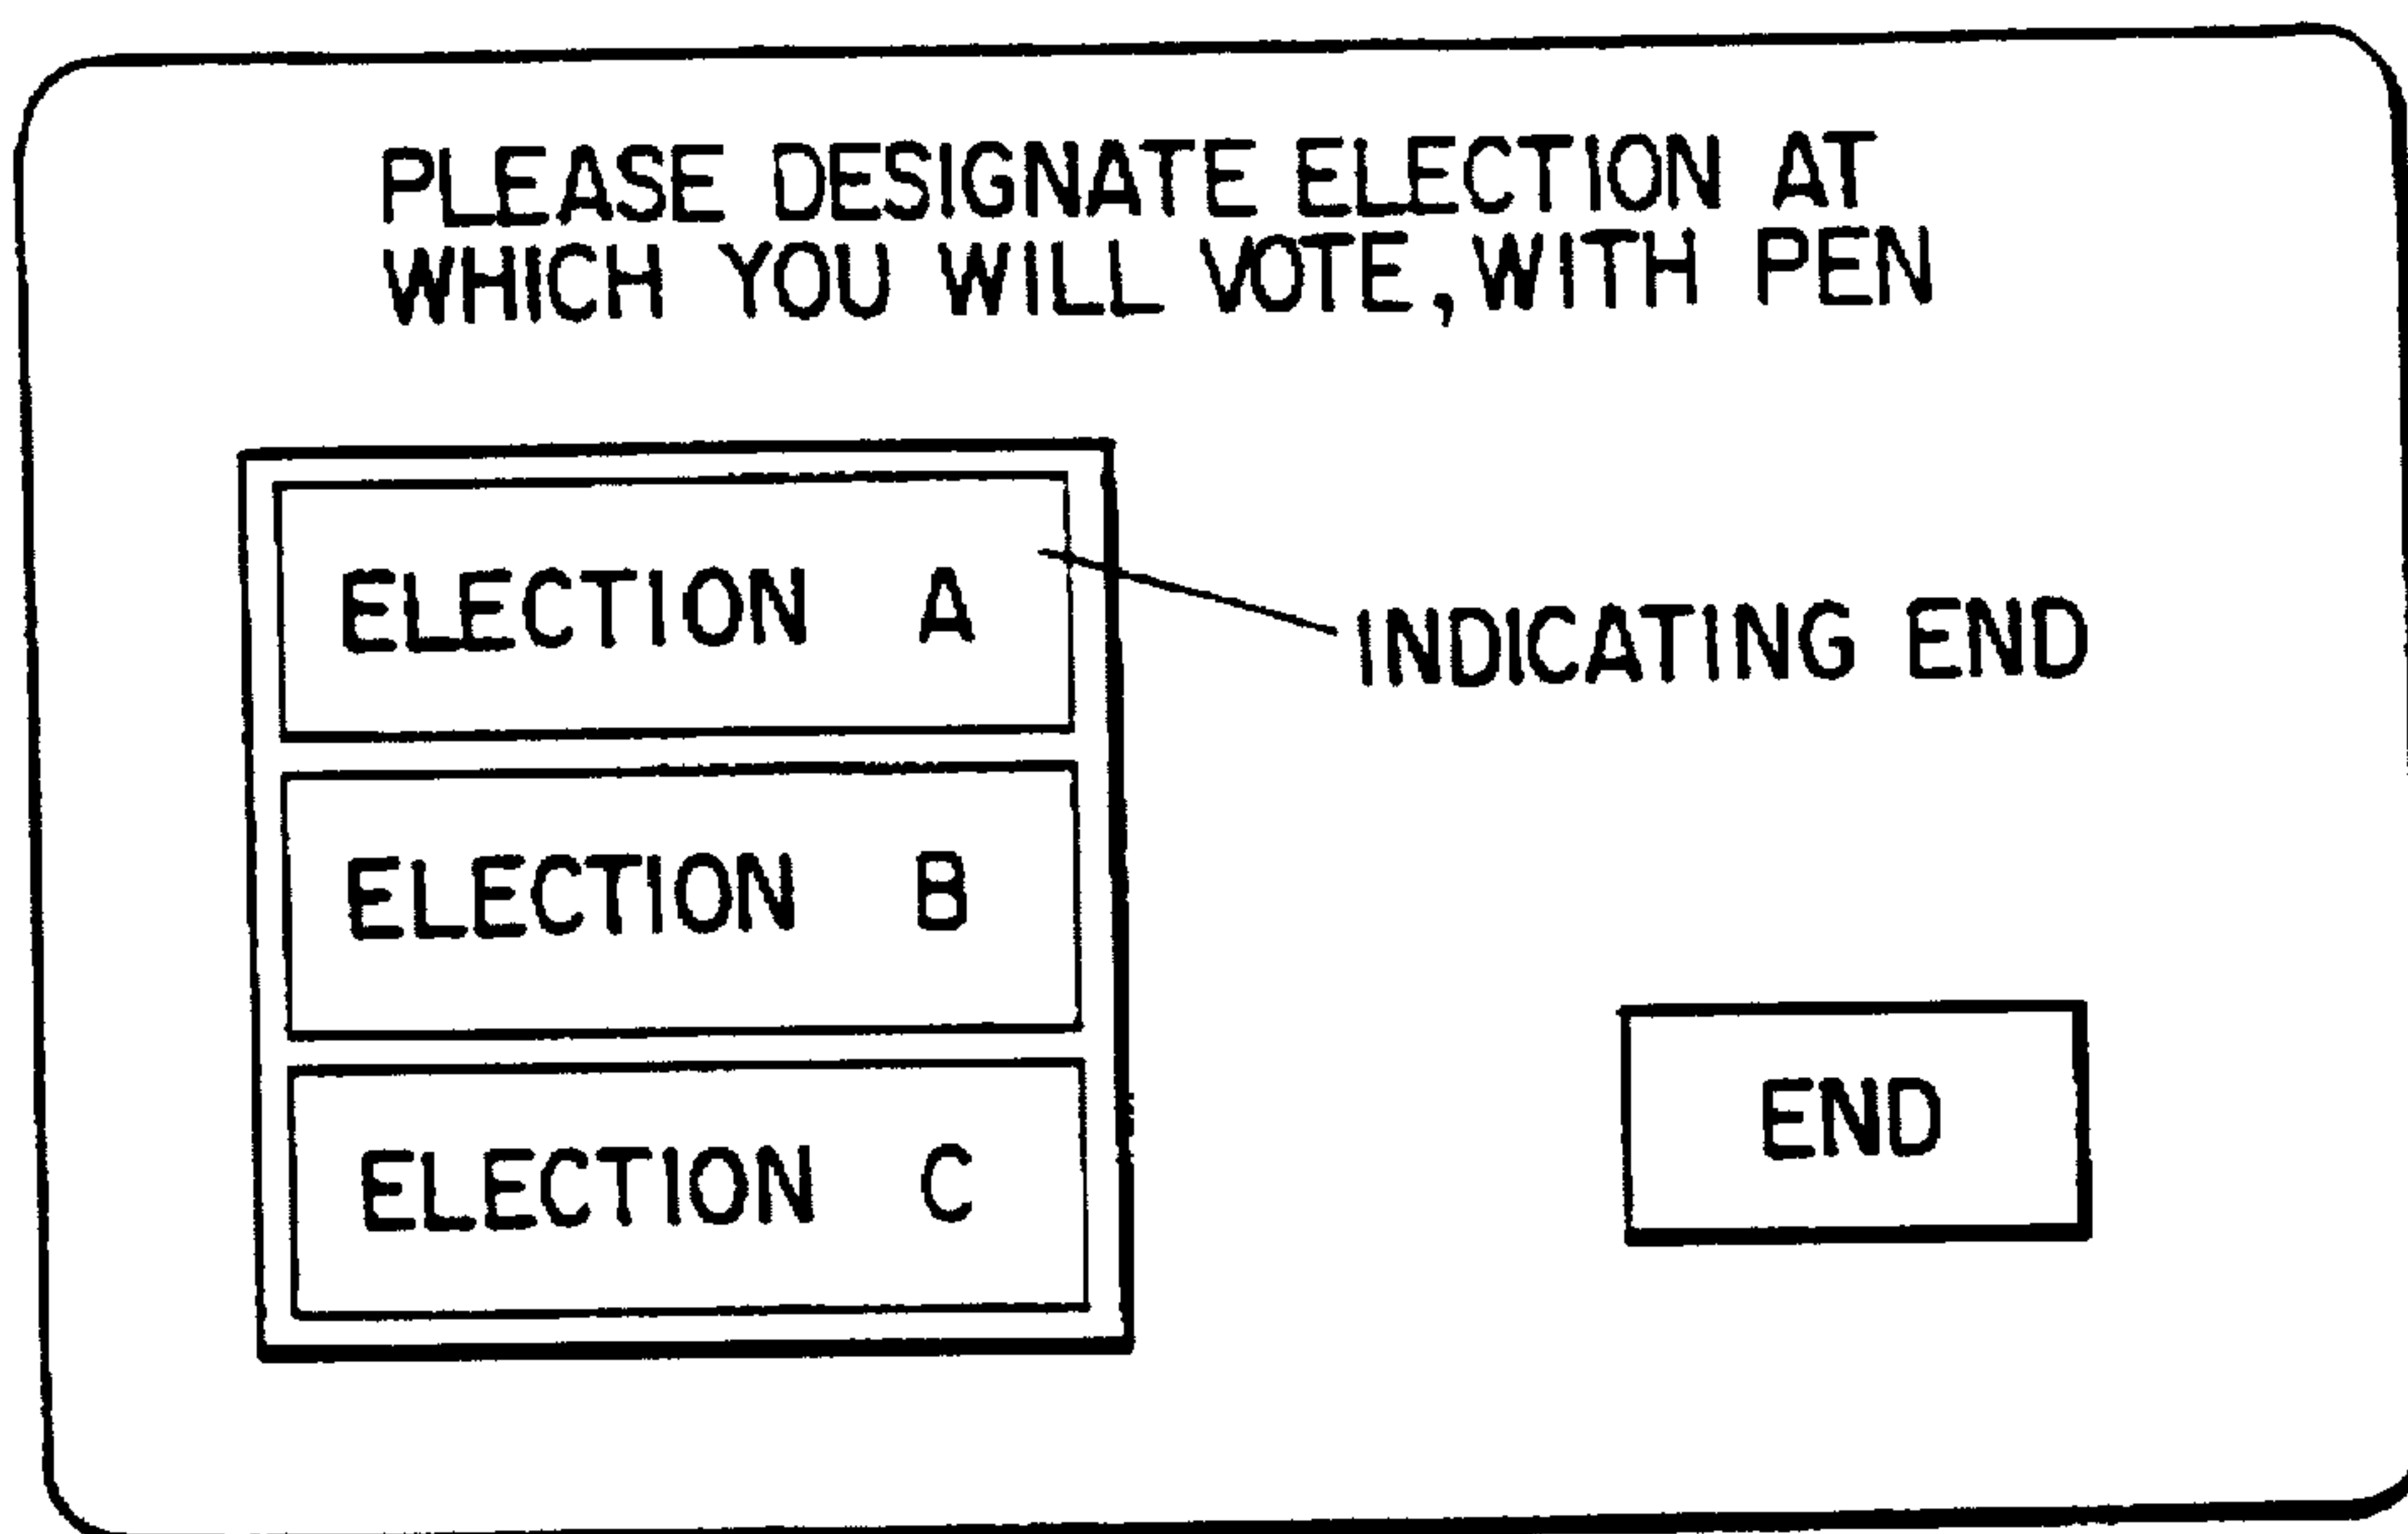 PLEASE DESIGNATE ELECTION AT
WHICH YOU WILL VOTE, WITH PEN
ELECTION A
INDICATING END
ELECTION B
ELECTION C
END